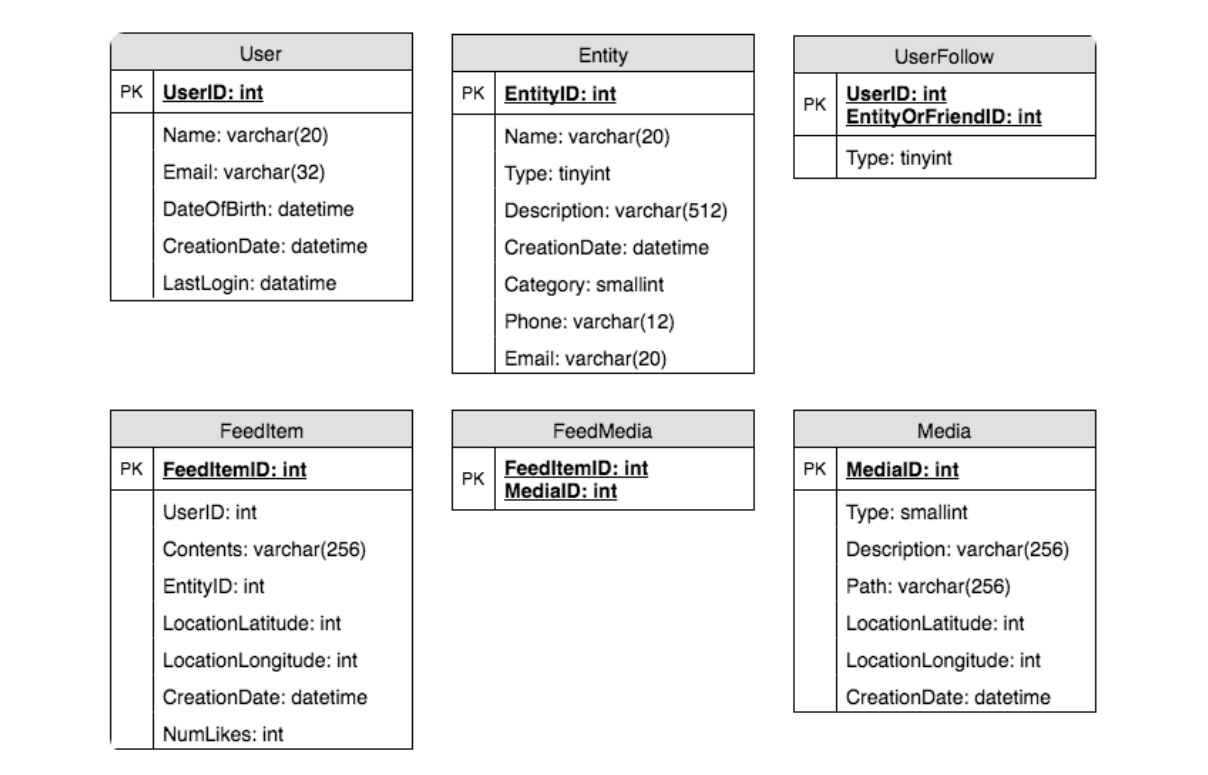 User
PK UserID: int
Name: varchar(20)
Email: varchar(32)
DateOfBirth: datetime
CreationDate: datetime
LastLogin: datatime
Entity
PK EntityID: int
Name: varchar(20)
Type: tinyint
Description: varchar(512)
CreationDate: datetime
Category: smallint
Phone: varchar(12)
Email: varchar(20)
UserFollow
PK UserID: int
EntityOrFriendID: int
Type: tinyint
FeedItem
PK FeedItemID: int
UserID: int
Contents: varchar(256)
EntityID: int
LocationLatitude: int
LocationLongitude: int
CreationDate: datetime
NumLikes: int
FeedMedia
PK FeedItemID: int
MediaID: int
Media
PK MediaID: int
Type: smallint
Description: varchar(256)
Path: varchar(256)
LocationLatitude: int
LocationLongitude: int
CreationDate: datetime